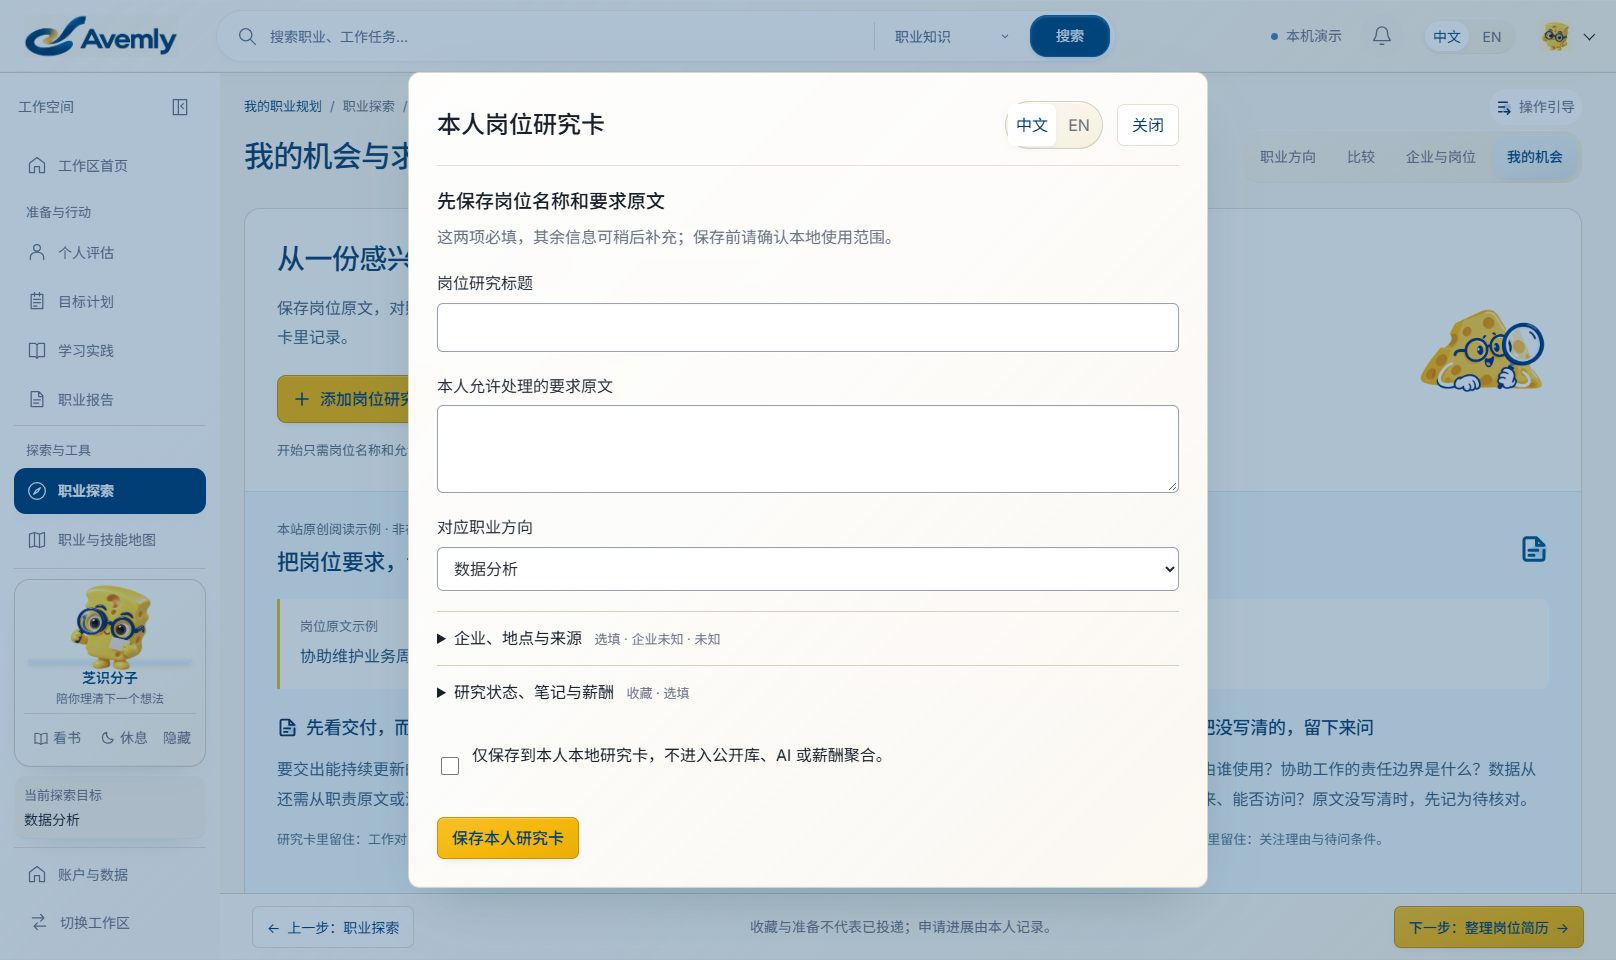 Avemly
搜索职业、工作任务...
职业知识
搜索
本机演示
中文
EN
工作空间
工作区首页
准备与行动
个人评估
目标计划
学习实践
职业报告
探索与工具
职业探索
职业与技能地图
芝识分子
陪你理清下一个想法
看书
休息
隐藏
当前探索目标
数据分析
账户与数据
切换工作区
我的职业规划 / 职业探索 /
操作引导
我的机会与求
职业方向
比较
企业与岗位
我的机会
从一份感兴
保存岗位原文，对
卡里记录。
添加岗位研究
开始只需岗位名称和允
本站原创阅读示例 · 非
把岗位要求，
岗位原文示例
协助维护业务周
先看交付，而
要交出能持续更新
还需从职责原文或
研究卡里留住：工作对
把没写清的，留下来问
由谁使用？协助工作的责任边界是什么？数据从
来、能否访问？原文没写清时，先记为待核对。
里留住：关注理由与待问条件。
本人岗位研究卡
中文
EN
关闭
先保存岗位名称和要求原文
这两项必填，其余信息可稍后补充；保存前请确认本地使用范围。
岗位研究标题
本人允许处理的要求原文
对应职业方向
数据分析
企业、地点与来源 选填 · 企业未知 · 未知
研究状态、笔记与薪酬 收藏 · 选填
仅保存到本人本地研究卡，不进入公开库、AI 或薪酬聚合。
保存本人研究卡
← 上一步：职业探索
收藏与准备不代表已投递；申请进展由本人记录。
下一步：整理岗位简历 →